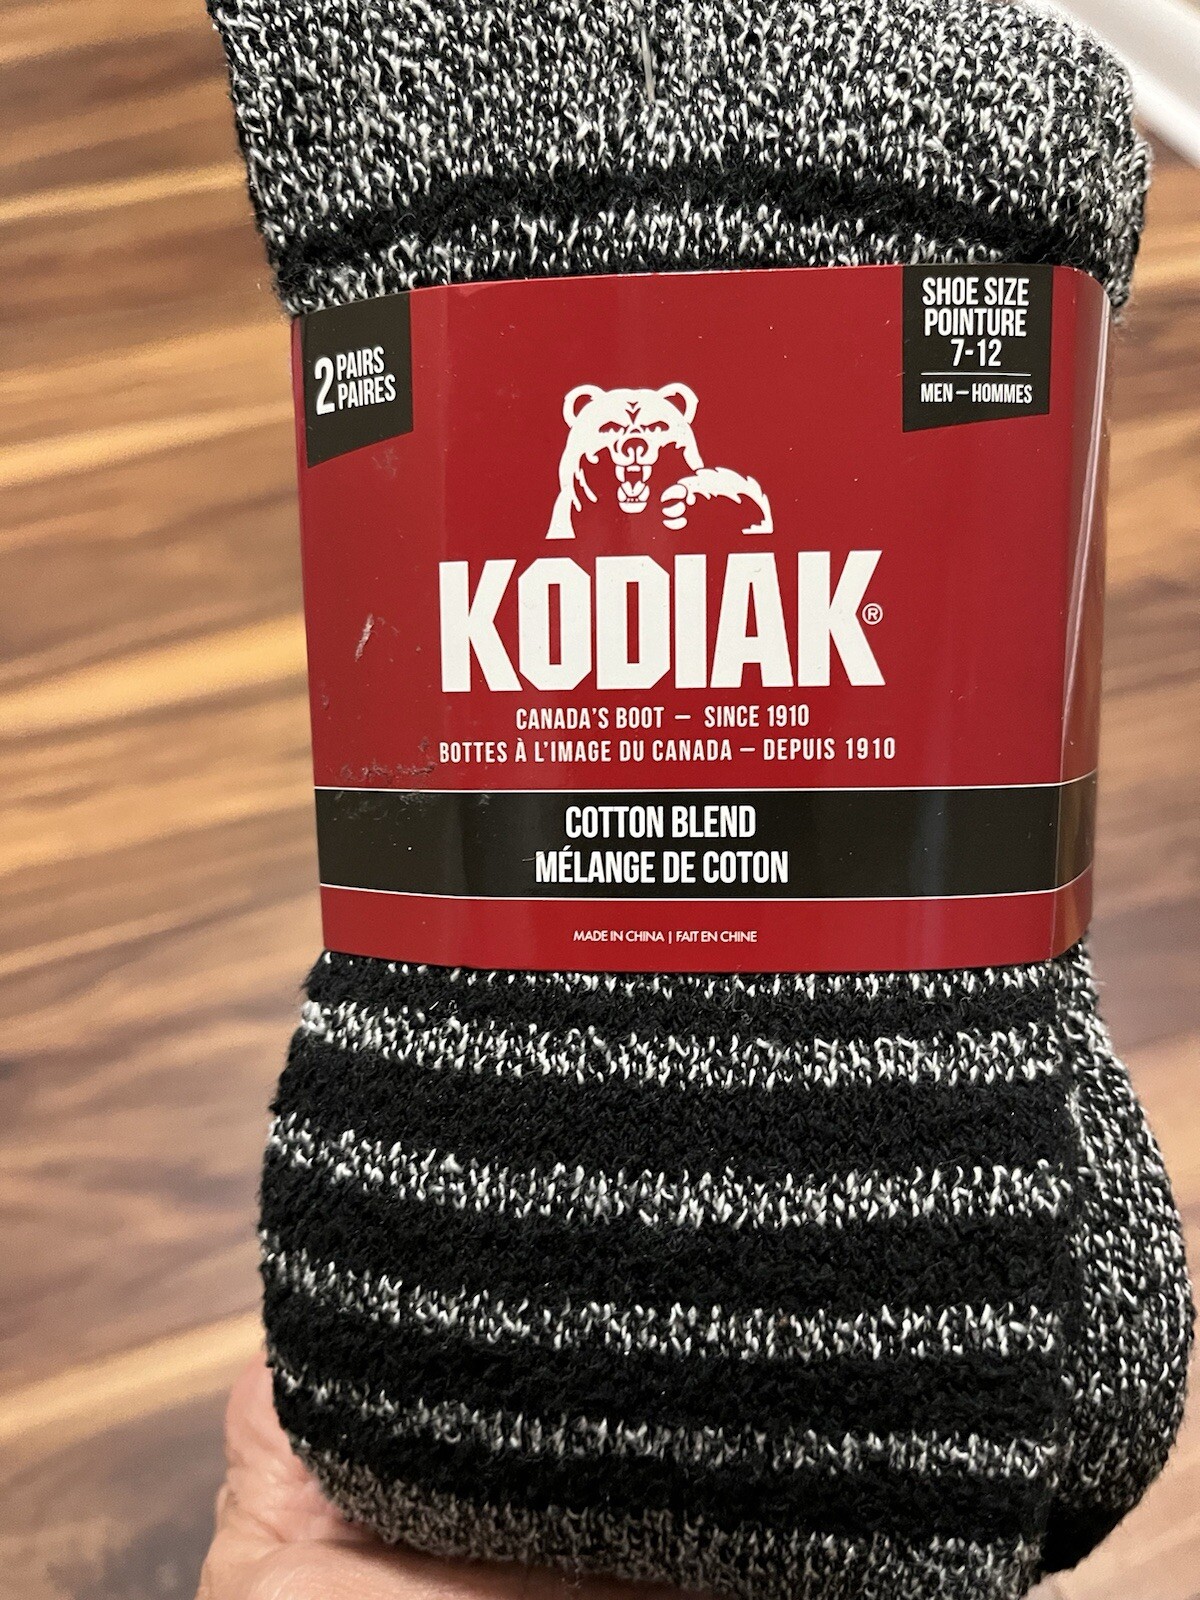 2 PAIRS
PAIRES
SHOE SIZE
POINTURE
7-12
MEN – HOMMES
KODIAK®
CANADA'S BOOT – SINCE 1910
BOTTES À L'IMAGE DU CANADA – DEPUIS 1910
COTTON BLEND
MÉLANGE DE COTON
MADE IN CHINA | FAIT EN CHINE